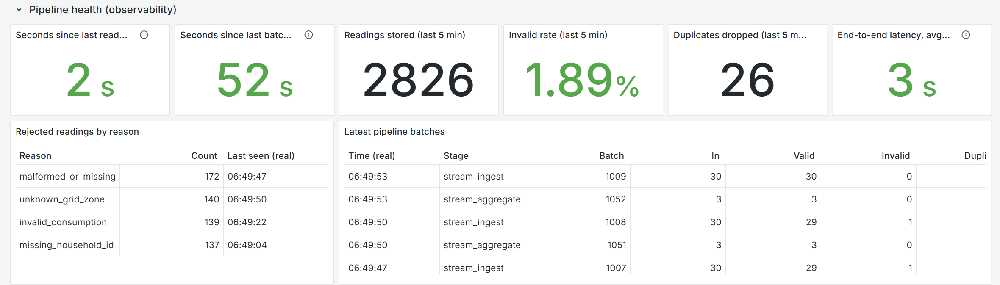 Pipeline health (observability)
Seconds since last read...
2 s
Seconds since last batc...
52 s
Readings stored (last 5 min)
2826
Invalid rate (last 5 min)
1.89%
Duplicates dropped (last 5 m...
26
End-to-end latency, avg...
3 s
Rejected readings by reason
Reason Count Last seen (real)
malformed_or_missing_ 172 06:49:47
unknown_grid_zone 140 06:49:50
invalid_consumption 139 06:49:22
missing_household_id 137 06:49:04
Latest pipeline batches
Time (real) Stage Batch In Valid Invalid Dupli
06:49:53 stream_ingest 1009 30 30 0
06:49:53 stream_aggregate 1052 3 3 0
06:49:50 stream_ingest 1008 30 29 1
06:49:50 stream_aggregate 1051 3 3 0
06:49:47 stream_ingest 1007 30 29 1